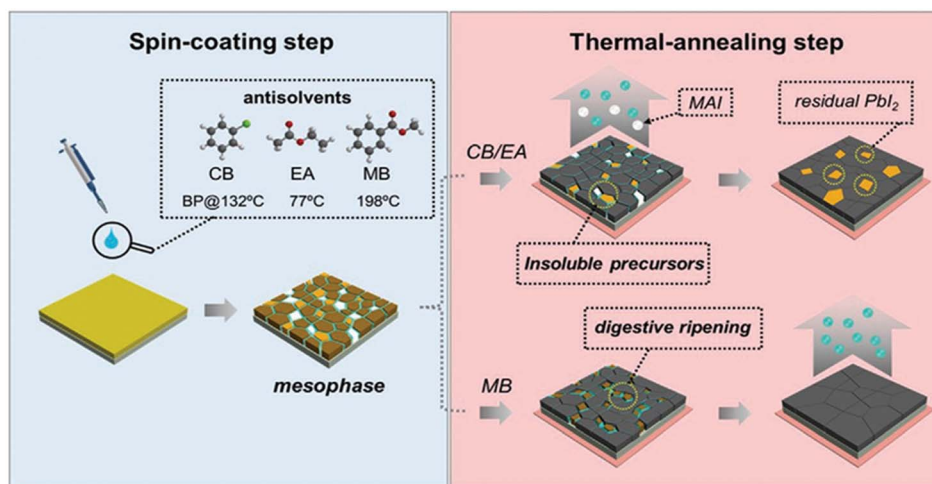 Spin-coating step
antisolvents
CB EA MB
BP@132ºC 77ºC 198ºC
mesophase
Thermal-annealing step
MAI
residual PbI₂
CB/EA
Insoluble precursors
digestive ripening
MB